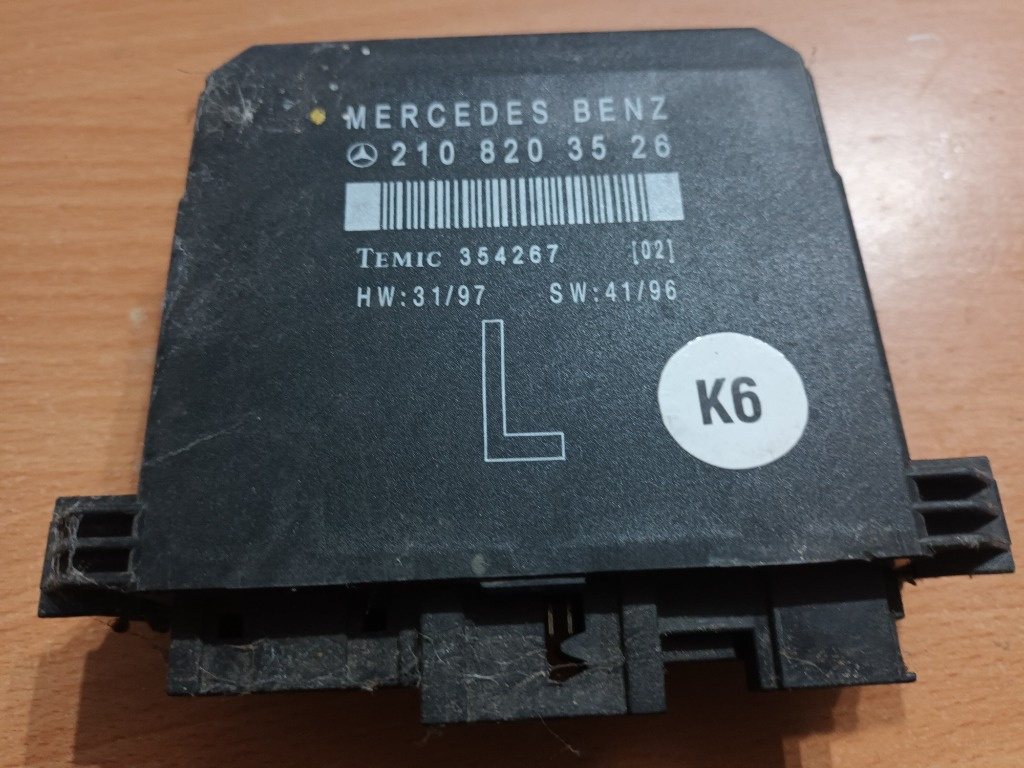 MERCEDES BENZ
210 820 35 26
TEMIC 354267 [02]
HW:31/97 SW:41/96
L
K6